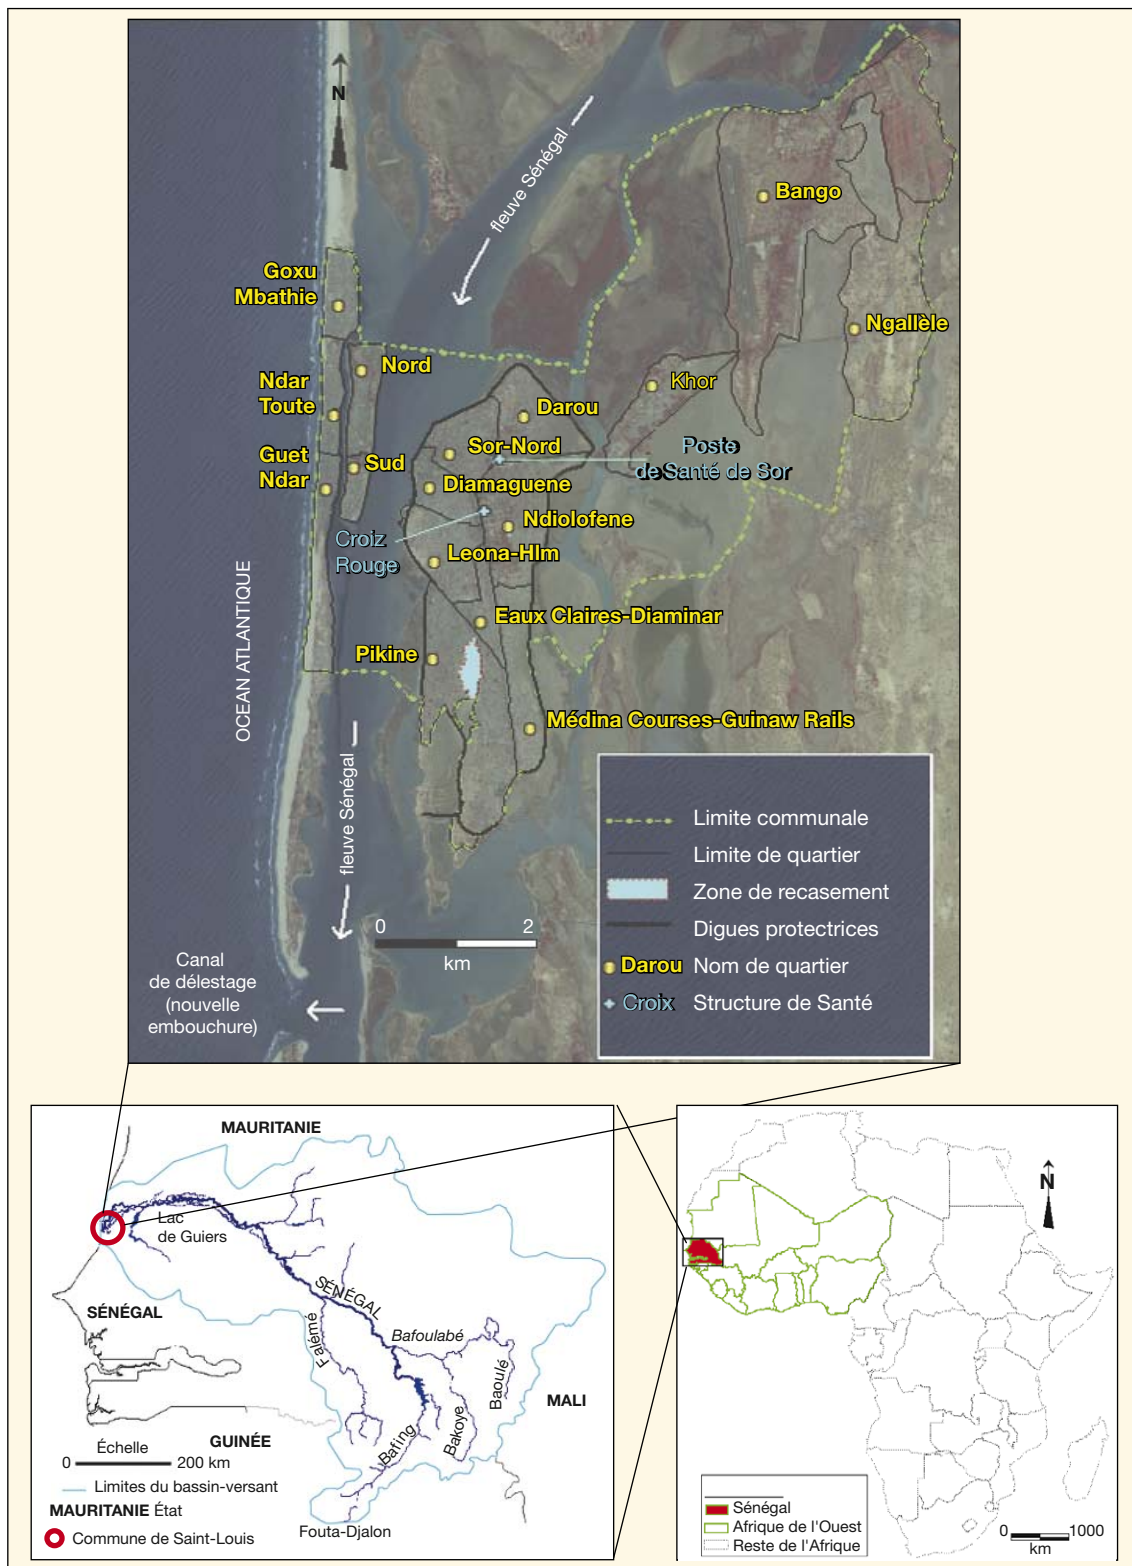 N
fleuve Sénégal
Bango
Goxu
Mbathie
Ngallèle
Nord
Khor
Ndar
Toute
Darou
Sor-Nord
Poste
de Santé de Sor
Guet
Ndar
Sud
Diamaguene
Ndiolofene
Croiz
Rouge
Leona-Hlm
OCEAN ATLANTIQUE
Eaux Claires-Diaminar
Pikine
Médina Courses-Guinaw Rails
fleuve Sénégal
Limite communale
Limite de quartier
Zone de recasement
Digues protectrices
Darou Nom de quartier
Croix Structure de Santé
0 2
km
Canal
de délestage
(nouvelle
embouchure)
MAURITANIE
Lac
de Guiers
SÉNÉGAL
SÉNÉGAL
Falémé
Bafoulabé
Baoulé
Bakoye
Bafing
MALI
GUINÉE
Échelle
0 200 km
Limites du bassin-versant
MAURITANIE État
Commune de Saint-Louis
Fouta-Djalon
N
Sénégal
Afrique de l'Ouest
Reste de l'Afrique
0 1000
km